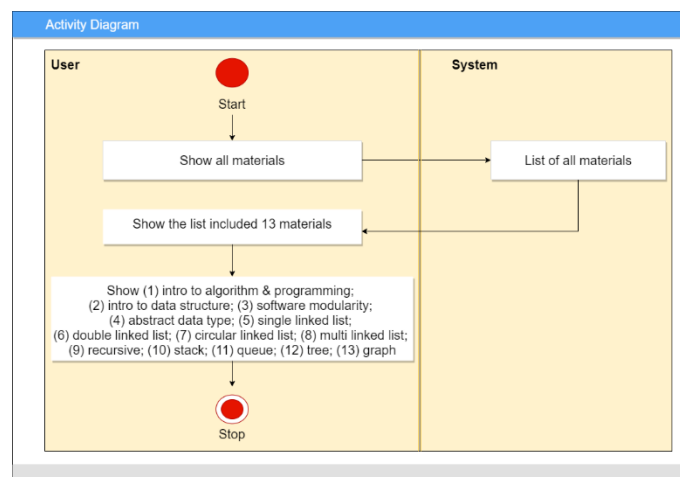 Activity Diagram
User
System
Start
Show all materials
List of all materials
Show the list included 13 materials
Show (1) intro to algorithm & programming;
(2) intro to data structure; (3) software modularity;
(4) abstract data type; (5) single linked list;
(6) double linked list; (7) circular linked list; (8) multi linked list;
(9) recursive; (10) stack; (11) queue; (12) tree; (13) graph
Stop